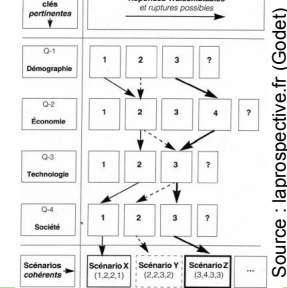 clés
pertinentes
et ruptures possibles
Q-1
Démographie
1 2 3 ?
Q-2
Économie
1 2 3 4 ?
Q-3
Technologie
1 2 3 ?
Q-4
Société
1 2 3 ?
Scénarios
cohérents
Scénario X
(1,2,2,1)
Scénario Y
(2,2,3,2)
Scénario Z
(3,4,3,3)
...
Source : laprospective.fr (Godet)